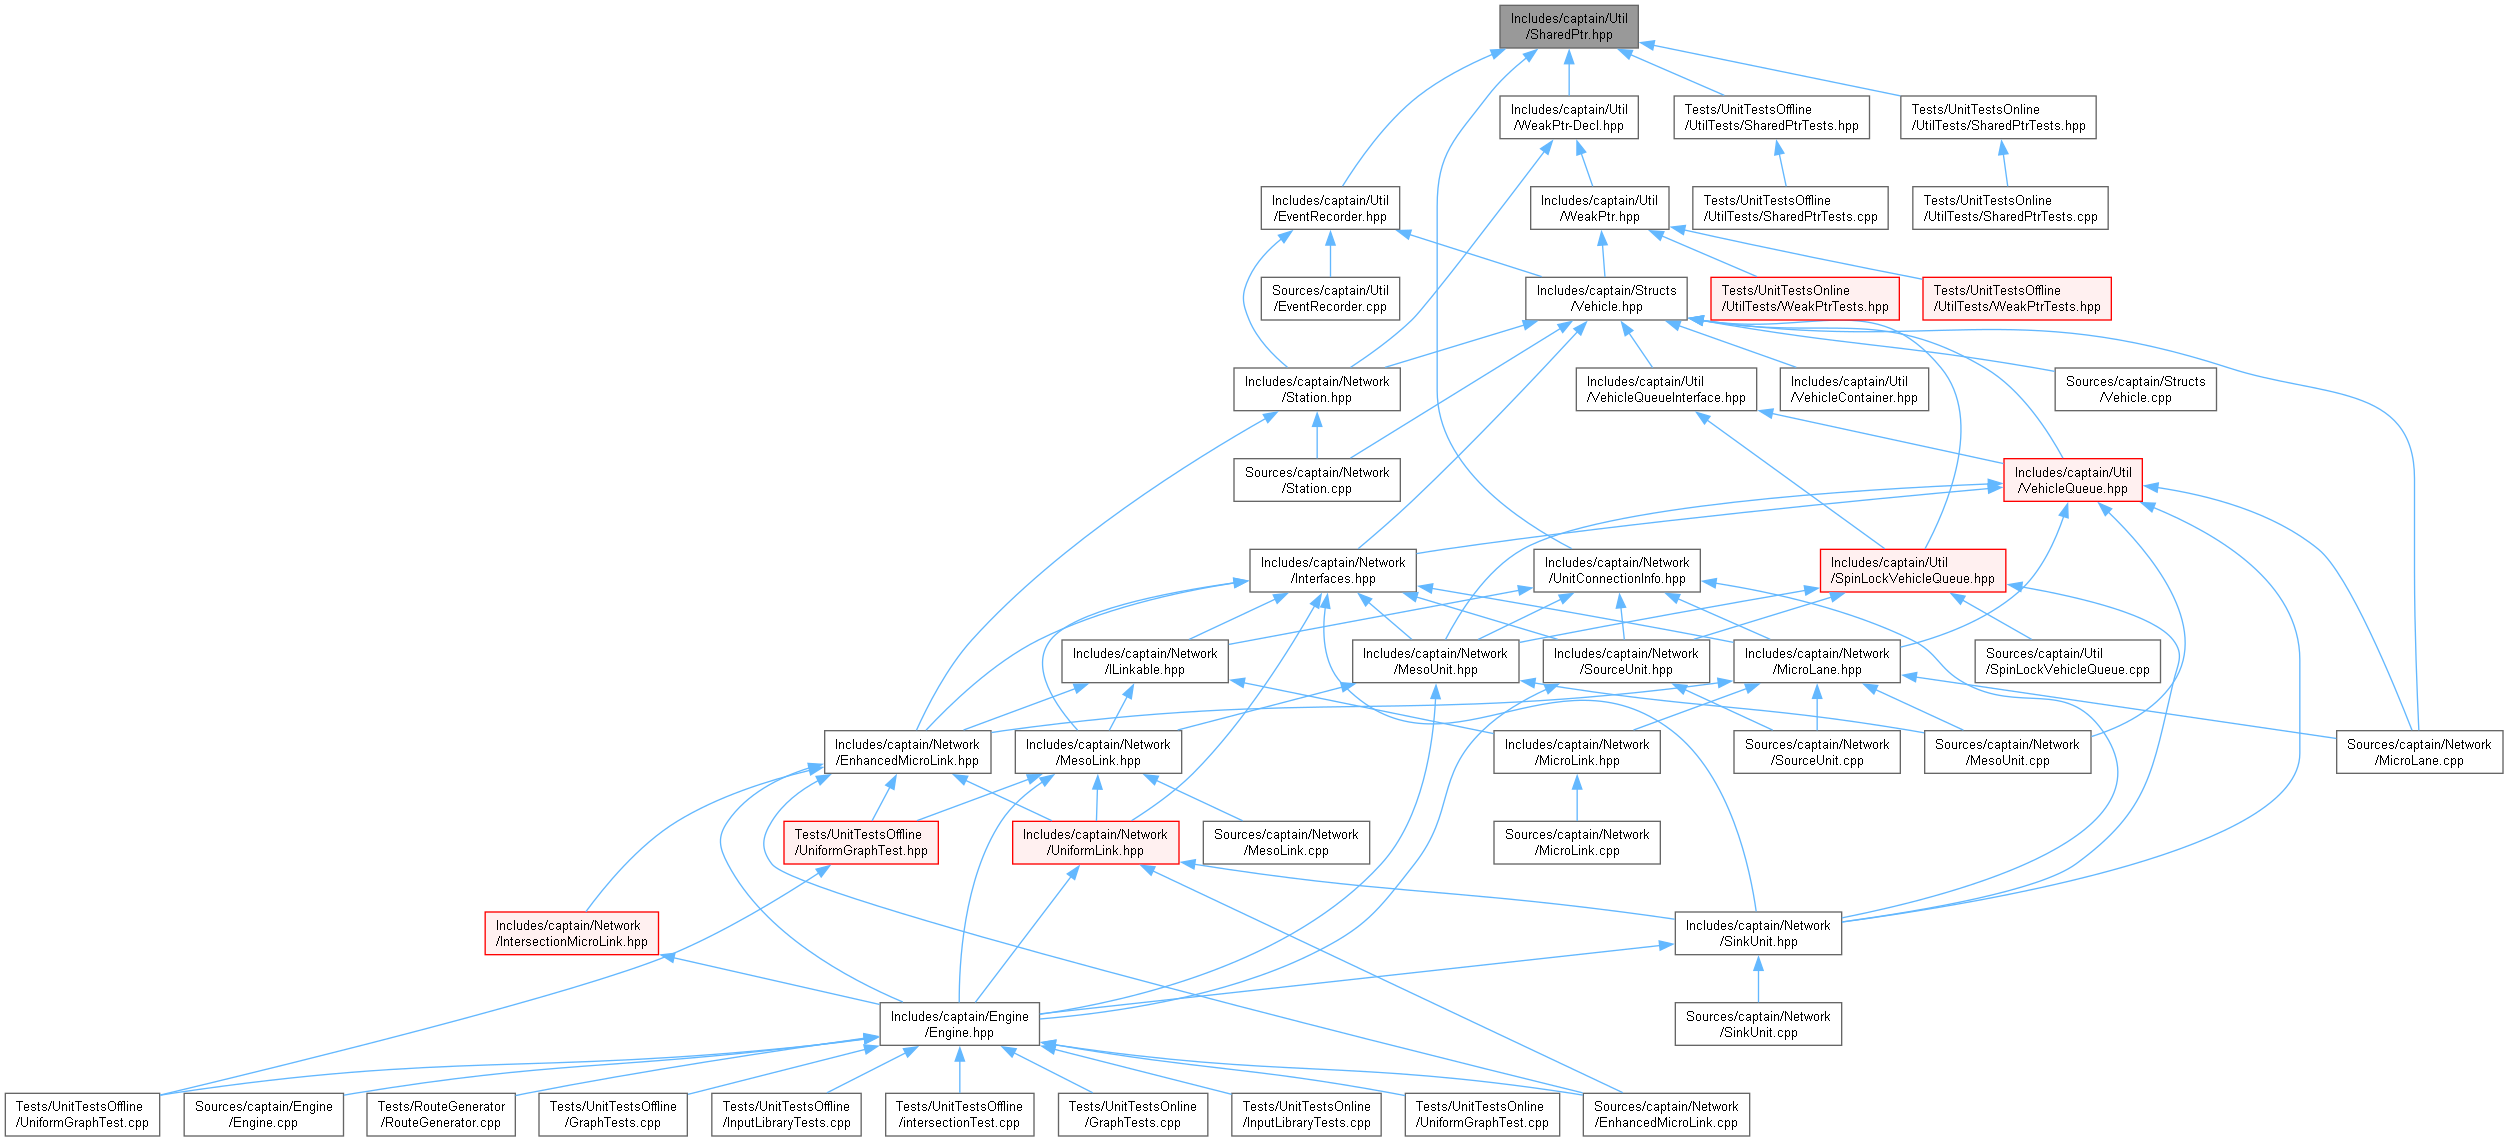 Includes/captain/Util
/SharedPtr.hpp
Includes/captain/Util
/WeakPtr-Decl.hpp
Tests/UnitTestsOffline
/UtilTests/SharedPtrTests.hpp
Tests/UnitTestsOnline
/UtilTests/SharedPtrTests.hpp
Includes/captain/Util
/EventRecorder.hpp
Includes/captain/Util
/WeakPtr.hpp
Tests/UnitTestsOffline
/UtilTests/SharedPtrTests.cpp
Tests/UnitTestsOnline
/UtilTests/SharedPtrTests.cpp
Sources/captain/Util
/EventRecorder.cpp
Includes/captain/Structs
/Vehicle.hpp
Tests/UnitTestsOnline
/UtilTests/WeakPtrTests.hpp
Tests/UnitTestsOffline
/UtilTests/WeakPtrTests.hpp
Includes/captain/Network
/Station.hpp
Includes/captain/Util
/VehicleQueueInterface.hpp
Includes/captain/Util
/VehicleContainer.hpp
Sources/captain/Structs
/Vehicle.cpp
Sources/captain/Network
/Station.cpp
Includes/captain/Util
/VehicleQueue.hpp
Includes/captain/Network
/Interfaces.hpp
Includes/captain/Network
/UnitConnectionInfo.hpp
Includes/captain/Util
/SpinLockVehicleQueue.hpp
Includes/captain/Network
/ILinkable.hpp
Includes/captain/Network
/MesoUnit.hpp
Includes/captain/Network
/SourceUnit.hpp
Includes/captain/Network
/MicroLane.hpp
Sources/captain/Util
/SpinLockVehicleQueue.cpp
Includes/captain/Network
/EnhancedMicroLink.hpp
Includes/captain/Network
/MesoLink.hpp
Includes/captain/Network
/MicroLink.hpp
Sources/captain/Network
/SourceUnit.cpp
Sources/captain/Network
/MesoUnit.cpp
Sources/captain/Network
/MicroLane.cpp
Tests/UnitTestsOffline
/UniformGraphTest.hpp
Includes/captain/Network
/UniformLink.hpp
Sources/captain/Network
/MesoLink.cpp
Sources/captain/Network
/MicroLink.cpp
Includes/captain/Network
/IntersectionMicroLink.hpp
Includes/captain/Network
/SinkUnit.hpp
Includes/captain/Engine
/Engine.hpp
Sources/captain/Network
/SinkUnit.cpp
Tests/UnitTestsOffline
/UniformGraphTest.cpp
Sources/captain/Engine
/Engine.cpp
Tests/RouteGenerator
/RouteGenerator.cpp
Tests/UnitTestsOffline
/GraphTests.cpp
Tests/UnitTestsOffline
/InputLibraryTests.cpp
Tests/UnitTestsOffline
/intersectionTest.cpp
Tests/UnitTestsOnline
/GraphTests.cpp
Tests/UnitTestsOnline
/InputLibraryTests.cpp
Tests/UnitTestsOnline
/UniformGraphTest.cpp
Sources/captain/Network
/EnhancedMicroLink.cpp